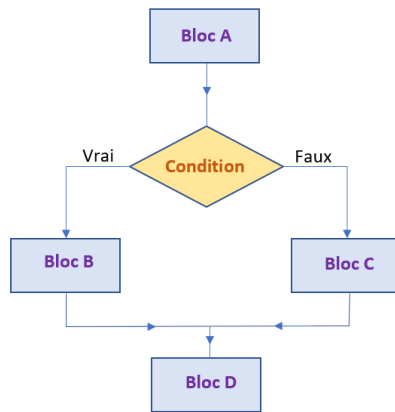 Bloc A
Vrai
Faux
Condition
Bloc B
Bloc C
Bloc D